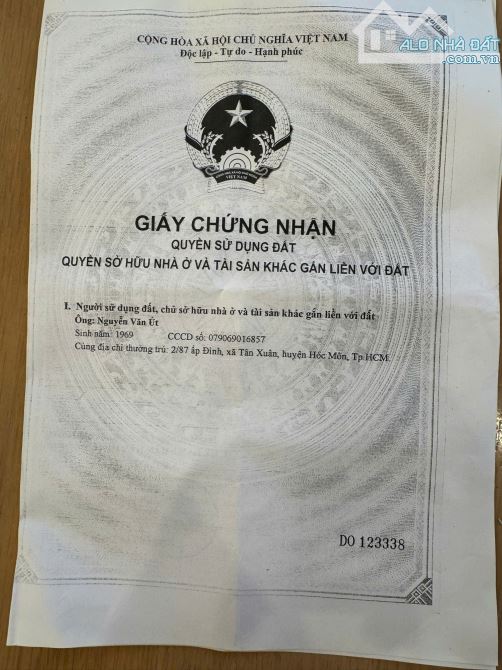 ALO NHÀ ĐẤT
.com.vn
CỘNG HÒA XÃ HỘI CHỦ NGHĨA VIỆT NAM
Độc lập - Tự do - Hạnh phúc
VIỆT NAM
GIẤY CHỨNG NHẬN
QUYỀN SỬ DỤNG ĐẤT
QUYỀN SỞ HỮU NHÀ Ở VÀ TÀI SẢN KHÁC GẮN LIỀN VỚI ĐẤT
I. Người sử dụng đất, chủ sở hữu nhà ở và tài sản khác gắn liền với đất
Ông: Nguyễn Văn Út
Sinh năm: 1969 CCCD số: 079069016857
Cùng địa chỉ thường trú: 2/87 ấp Đình, xã Tân Xuân, huyện Hóc Môn, Tp.HCM.
DO 123338